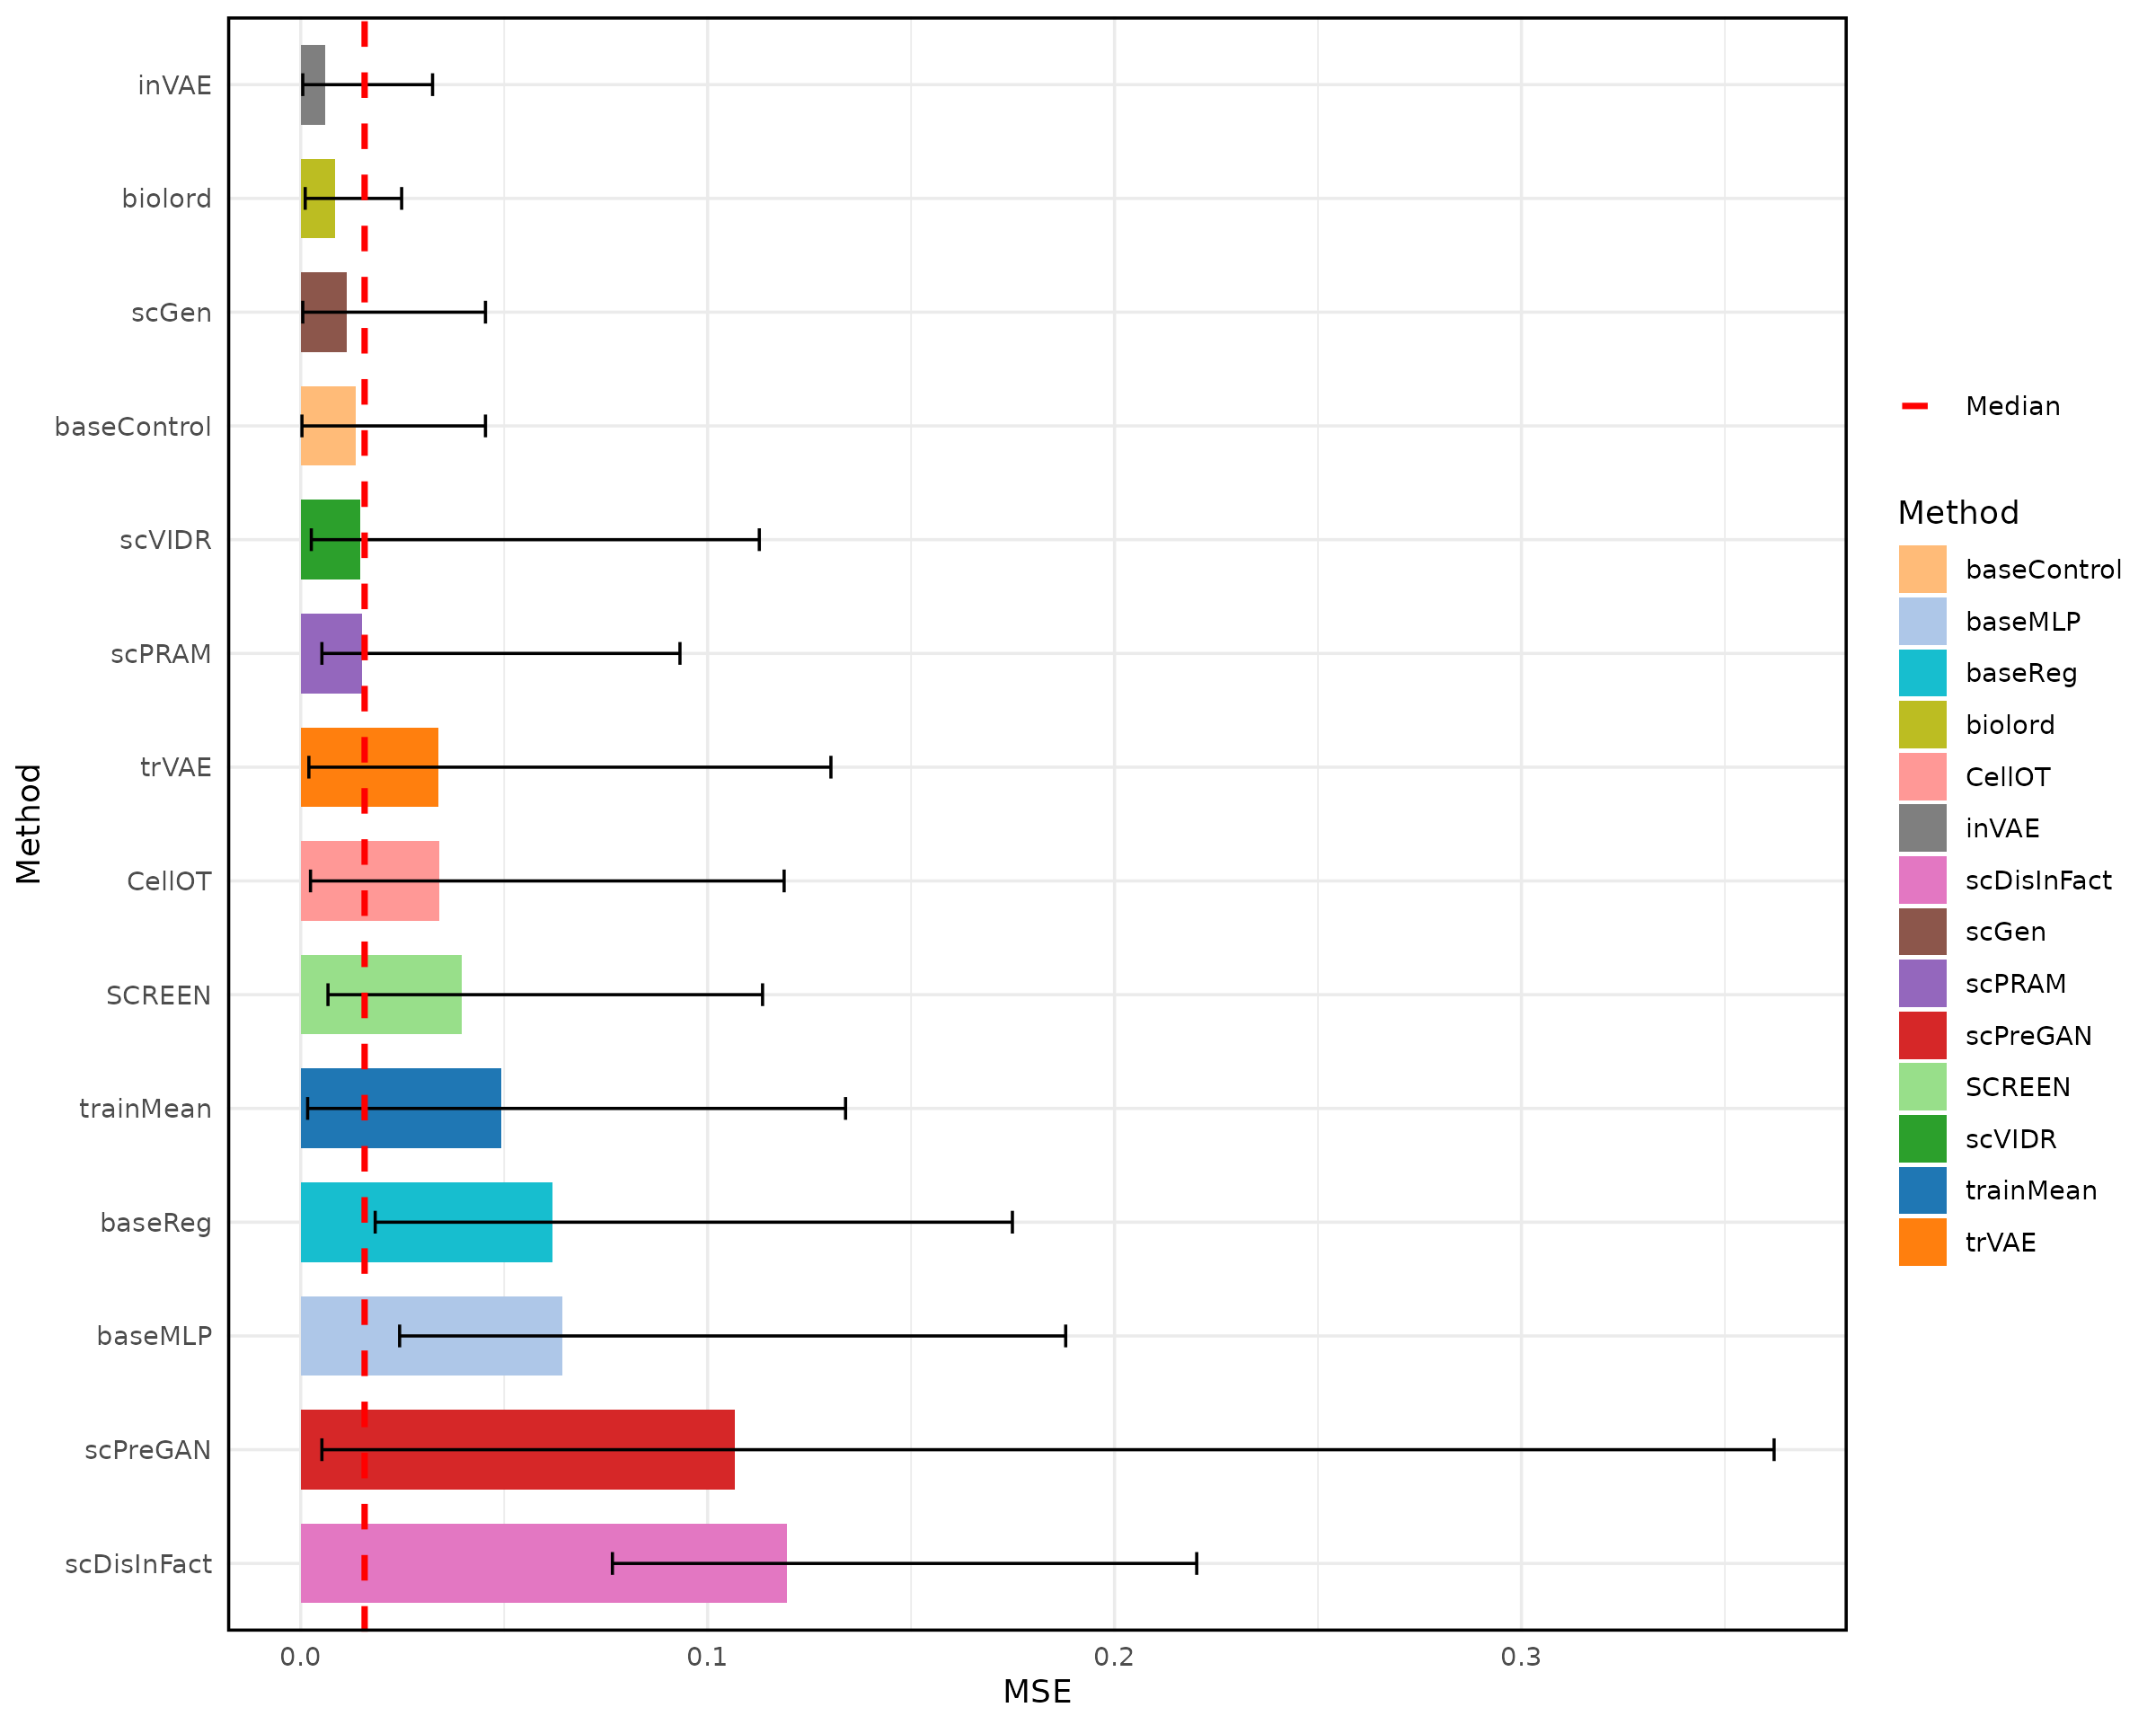 inVAE
biolord
scGen
baseControl
scVIDR
scPRAM
trVAE
CellOT
SCREEN
trainMean
baseReg
baseMLP
scPreGAN
scDisInFact
Method
0.0 0.1 0.2 0.3
MSE
Median
Method
baseControl
baseMLP
baseReg
biolord
CellOT
inVAE
scDisInFact
scGen
scPRAM
scPreGAN
SCREEN
scVIDR
trainMean
trVAE